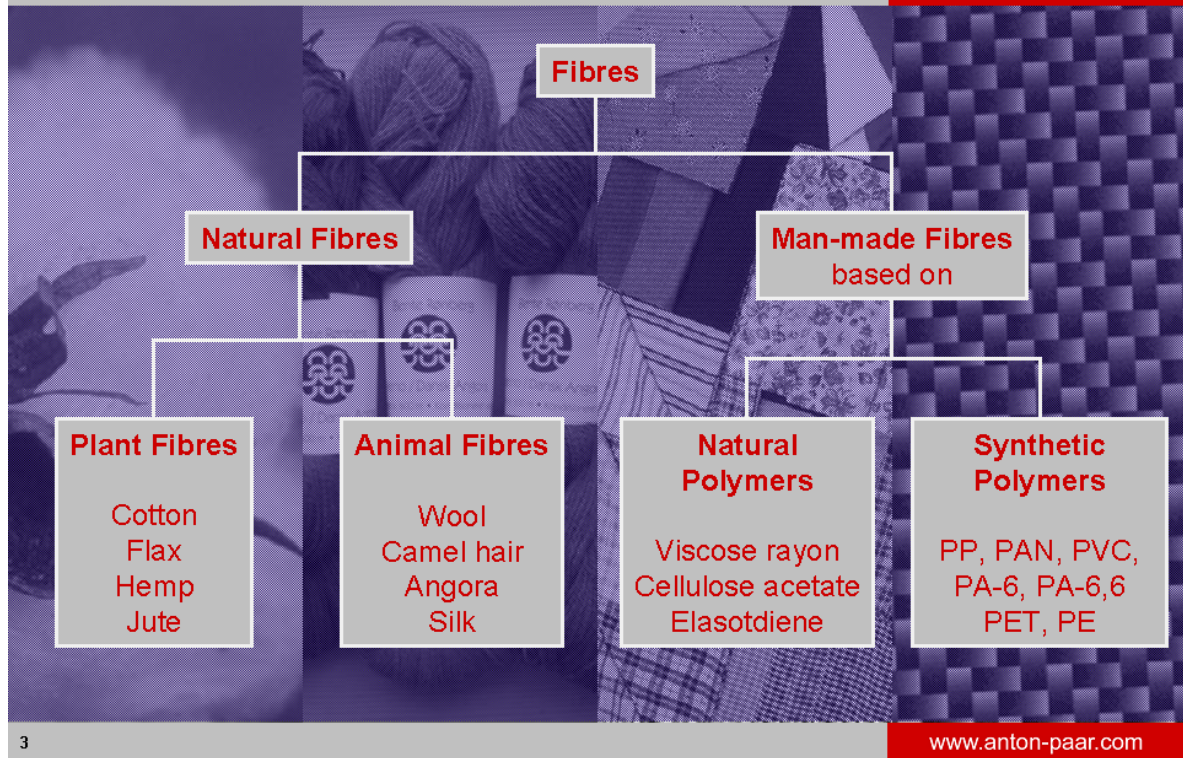 Fibres
Natural Fibres
Man-made Fibres
based on
Plant Fibres
Cotton
Flax
Hemp
Jute
Animal Fibres
Wool
Camel hair
Angora
Silk
Natural
Polymers
Viscose rayon
Cellulose acetate
Elasotdiene
Synthetic
Polymers
PP, PAN, PVC,
PA-6, PA-6,6
PET, PE
3
www.anton-paar.com